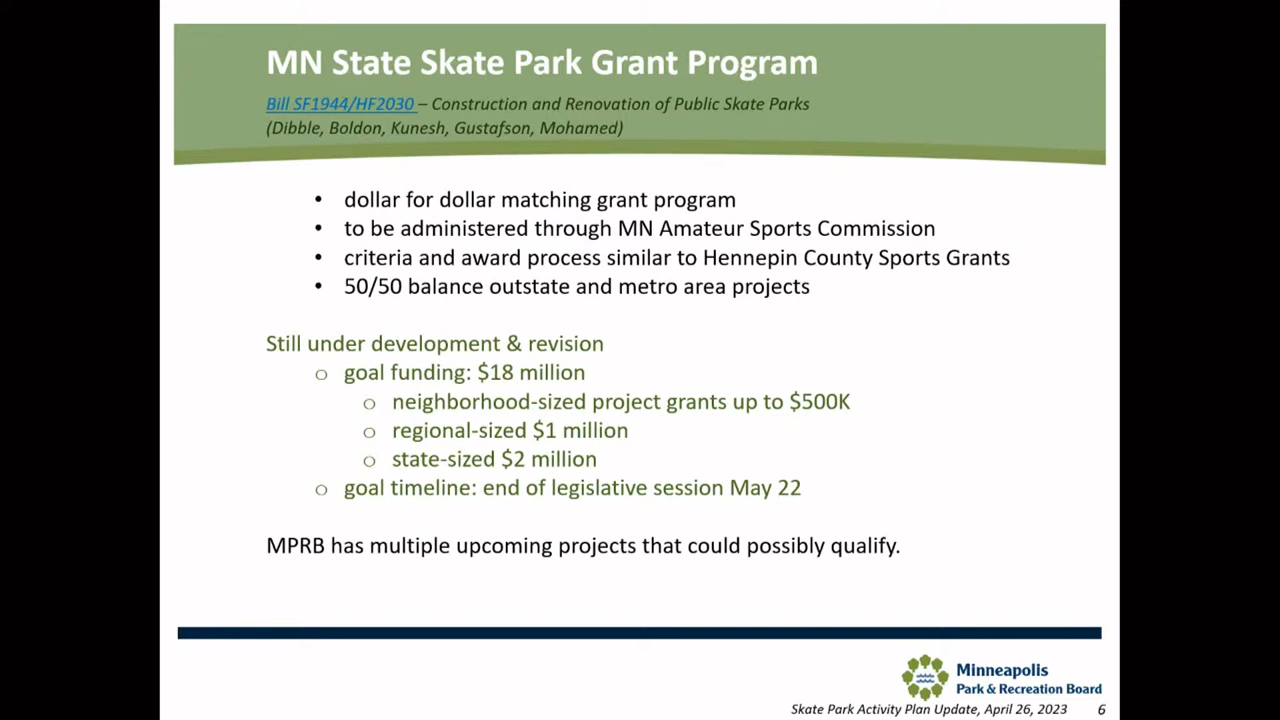 MN State Skate Park Grant Program
Bill SF1944/HF2030 – Construction and Renovation of Public Skate Parks
(Dibble, Boldon, Kunesh, Gustafson, Mohamed)
• dollar for dollar matching grant program
• to be administered through MN Amateur Sports Commission
• criteria and award process similar to Hennepin County Sports Grants
• 50/50 balance outstate and metro area projects
Still under development & revision
o goal funding: $18 million
o neighborhood-sized project grants up to $500K
o regional-sized $1 million
o state-sized $2 million
o goal timeline: end of legislative session May 22
MPRB has multiple upcoming projects that could possibly qualify.
Minneapolis
Park & Recreation Board
Skate Park Activity Plan Update, April 26, 2023 6